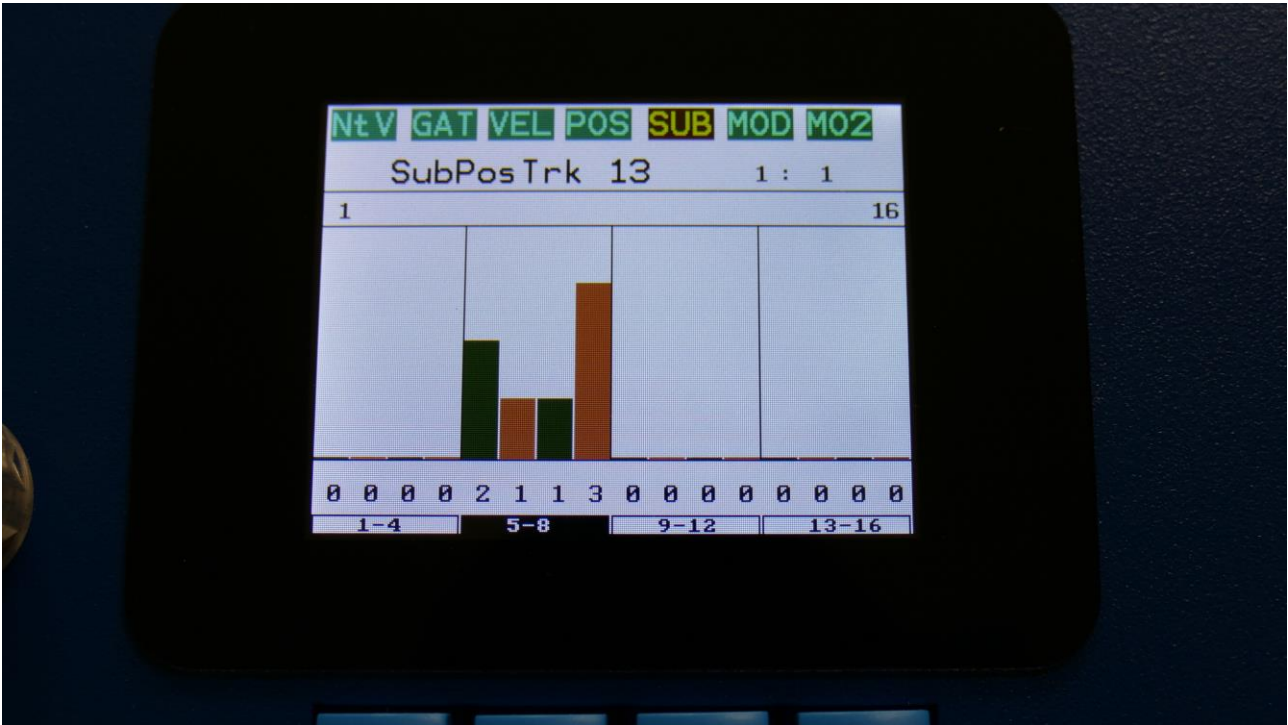 NtV GAT VEL POS SUB MOD MO2
SubPosTrk 13 1 : 1
1 16
0 0 0 0 2 1 1 3 0 0 0 0 0 0 0 0
1-4 5-8 9-12 13-16